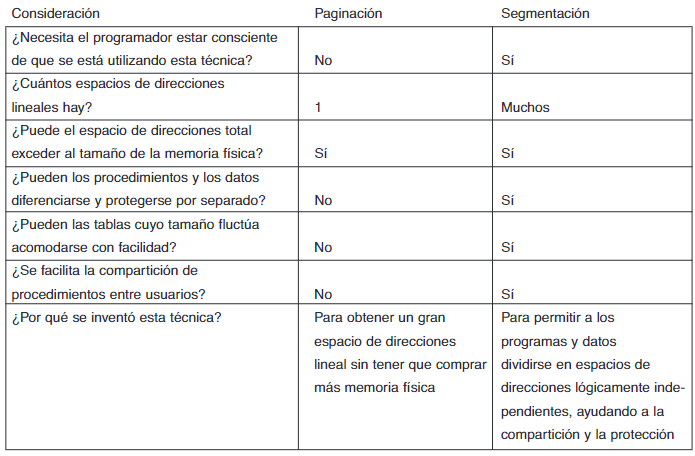 Consideración Paginación Segmentación
¿Necesita el programador estar consciente
de que se está utilizando esta técnica? No Sí
¿Cuántos espacios de direcciones
lineales hay? 1 Muchos
¿Puede el espacio de direcciones total
exceder al tamaño de la memoria física? Sí Sí
¿Pueden los procedimientos y los datos
diferenciarse y protegerse por separado? No Sí
¿Pueden las tablas cuyo tamaño fluctúa
acomodarse con facilidad? No Sí
¿Se facilita la compartición de
procedimientos entre usuarios? No Sí
¿Por qué se inventó esta técnica? Para obtener un gran Para permitir a los
espacio de direcciones programas y datos
lineal sin tener que comprar dividirse en espacios de
más memoria física direcciones lógicamente inde-
pendientes, ayudando a la
compartición y la protección